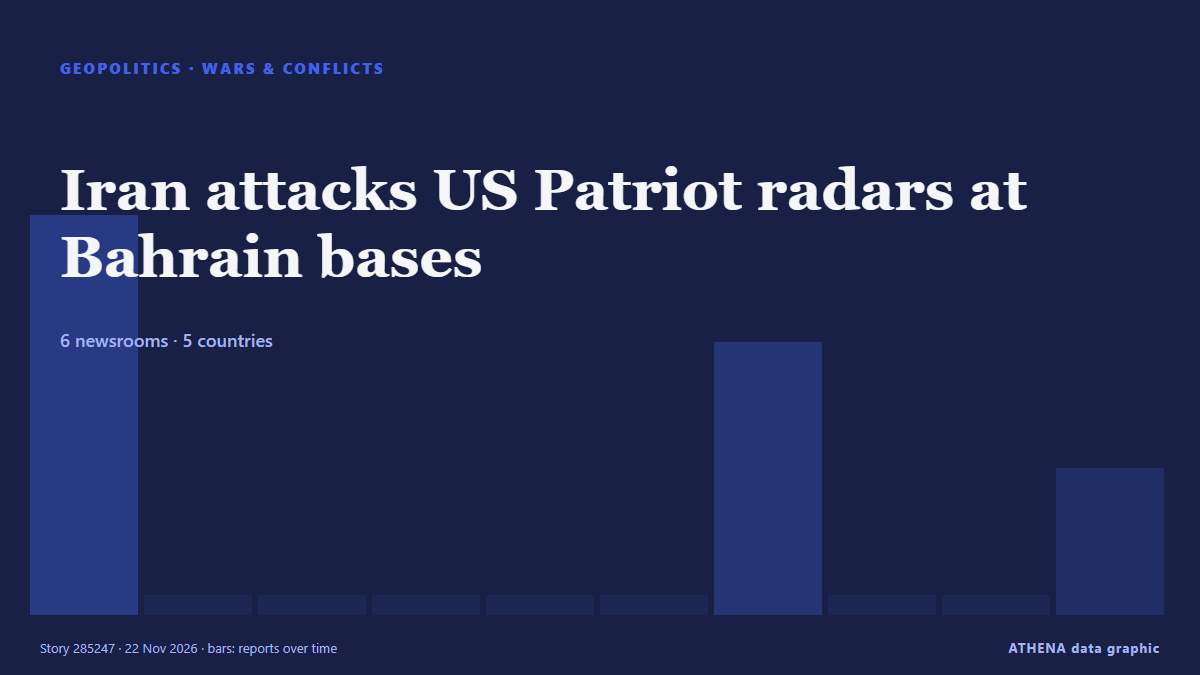 GEOPOLITICS · WARS & CONFLICTS
Iran attacks US Patriot radars at
Bahrain bases
6 newsrooms · 5 countries
Story 285247 · 22 Nov 2026 · bars: reports over time
ATHENA data graphic